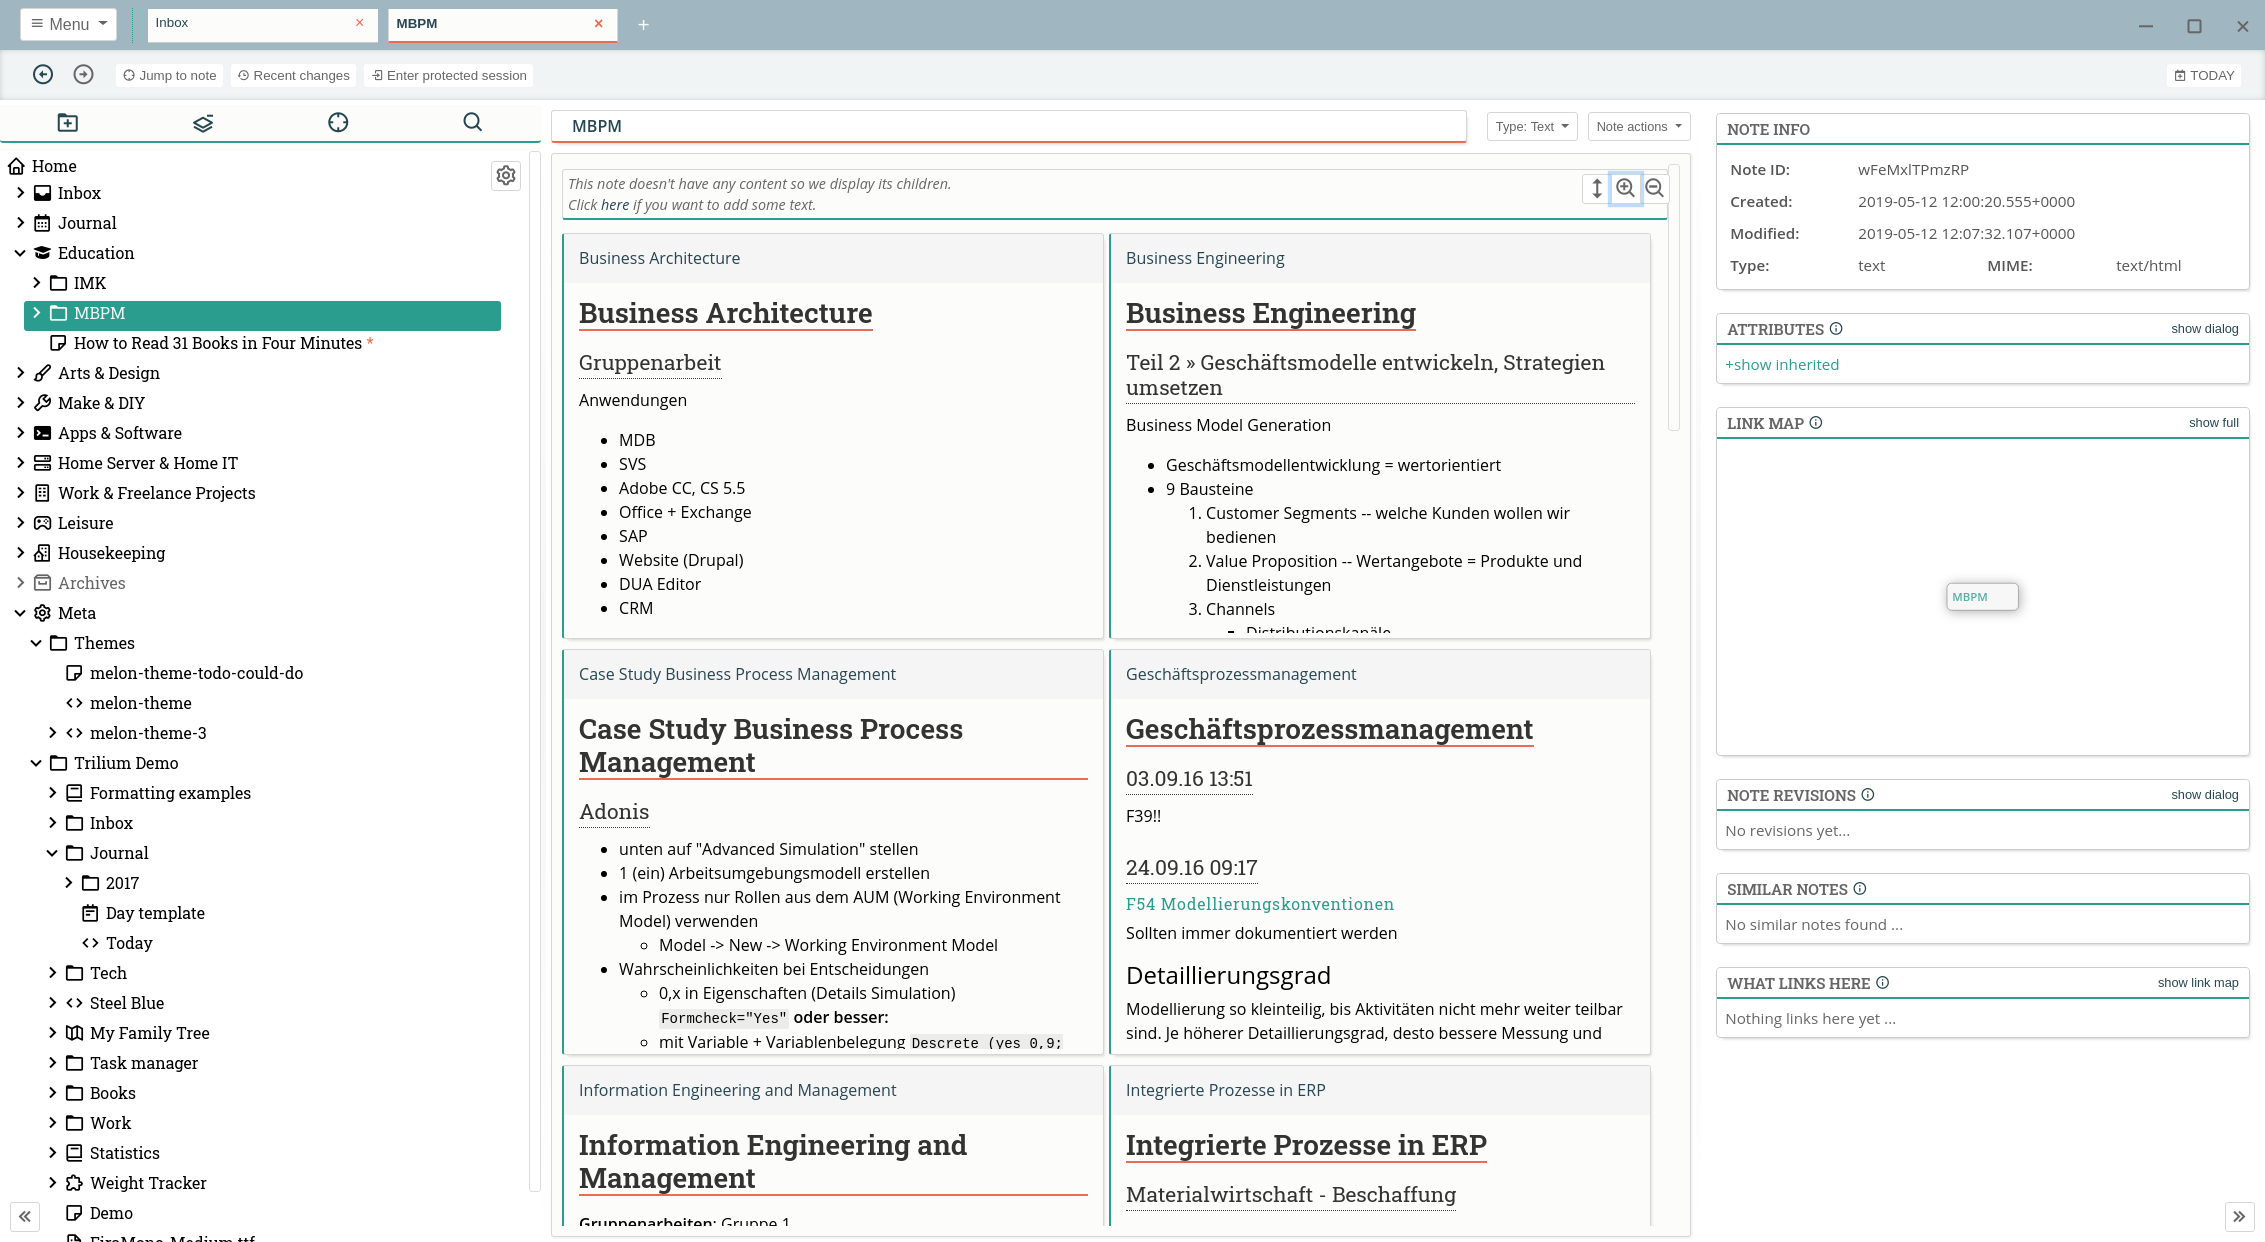 Menu
Inbox
MBPM
Jump to note
Recent changes
Enter protected session
TODAY
Home
Inbox
Journal
Education
IMK
MBPM
How to Read 31 Books in Four Minutes *
Arts & Design
Make & DIY
Apps & Software
Home Server & Home IT
Work & Freelance Projects
Leisure
Housekeeping
Archives
Meta
Themes
melon-theme-todo-could-do
melon-theme
melon-theme-3
Trilium Demo
Formatting examples
Inbox
Journal
2017
Day template
Today
Tech
Steel Blue
My Family Tree
Task manager
Books
Work
Statistics
Weight Tracker
Demo
FiraMono-Medium.ttf
MBPM
Type: Text
Note actions
This note doesn't have any content so we display its children.
Click here if you want to add some text.
Business Architecture
Business Architecture
Gruppenarbeit
Anwendungen
• MDB
• SVS
• Adobe CC, CS 5.5
• Office + Exchange
• SAP
• Website (Drupal)
• DUA Editor
• CRM
Business Engineering
Business Engineering
Teil 2 » Geschäftsmodelle entwickeln, Strategien
umsetzen
Business Model Generation
• Geschäftsmodellentwicklung = wertorientiert
• 9 Bausteine
1. Customer Segments -- welche Kunden wollen wir
bedienen
2. Value Proposition -- Wertangebote = Produkte und
Dienstleistungen
3. Channels
▪ Distributionskanäle
Case Study Business Process Management
Case Study Business Process
Management
Adonis
• unten auf "Advanced Simulation" stellen
• 1 (ein) Arbeitsumgebungsmodell erstellen
• im Prozess nur Rollen aus dem AUM (Working Environment
Model) verwenden
◦ Model -> New -> Working Environment Model
• Wahrscheinlichkeiten bei Entscheidungen
◦ 0,x in Eigenschaften (Details Simulation)
Formcheck="Yes" oder besser:
◦ mit Variable + Variablenbelegung Descrete (yes 0,9;
Geschäftsprozessmanagement
Geschäftsprozessmanagement
03.09.16 13:51
F39!!
24.09.16 09:17
F54 Modellierungskonventionen
Sollten immer dokumentiert werden
Detaillierungsgrad
Modellierung so kleinteilig, bis Aktivitäten nicht mehr weiter teilbar
sind. Je höherer Detaillierungsgrad, desto bessere Messung und
Information Engineering and Management
Information Engineering and
Management
Gruppenarbeiten: Gruppe 1
Integrierte Prozesse in ERP
Integrierte Prozesse in ERP
Materialwirtschaft - Beschaffung
NOTE INFO
Note ID: wFeMxlTPmzRP
Created: 2019-05-12 12:00:20.555+0000
Modified: 2019-05-12 12:07:32.107+0000
Type: text MIME: text/html
ATTRIBUTES show dialog
+show inherited
LINK MAP show full
MBPM
NOTE REVISIONS show dialog
No revisions yet...
SIMILAR NOTES
No similar notes found ...
WHAT LINKS HERE show link map
Nothing links here yet ...